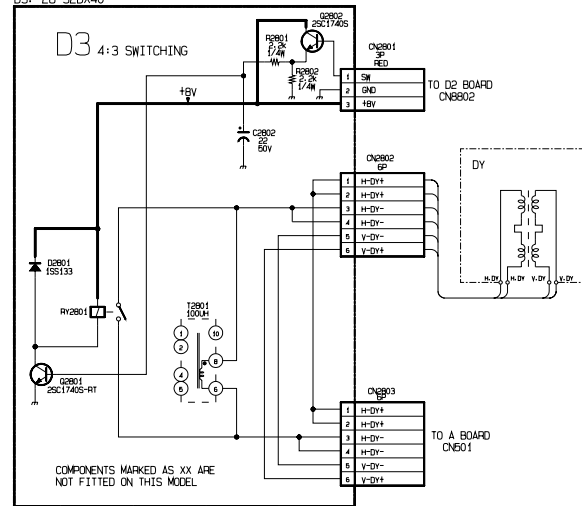 D3 4:3 SWITCHING
Q2802
2SC1740S
R2801
2.2k
1/4W
R2802
2.2k
1/4W
CN2801
3P
RED
1 SW
2 GND
3 +8V
TO D2 BOARD
CN8802
+8V
C2802
22
50V
CN2802
6P
1 H-DY+
2 H-DY+
3 H-DY-
4 H-DY-
5 V-DY-
6 V-DY+
DY
H.DY H.DY V.DY V.DY
D2801
1SS133
RY2801
T2801
100UH
1
2
4
5
10
8
6
Q2801
2SC1740S-RT
CN2803
6P
1 H-DY+
2 H-DY+
3 H-DY-
4 H-DY-
5 V-DY-
6 V-DY+
TO A BOARD
CN501
COMPONENTS MARKED AS XX ARE
NOT FITTED ON THIS MODEL